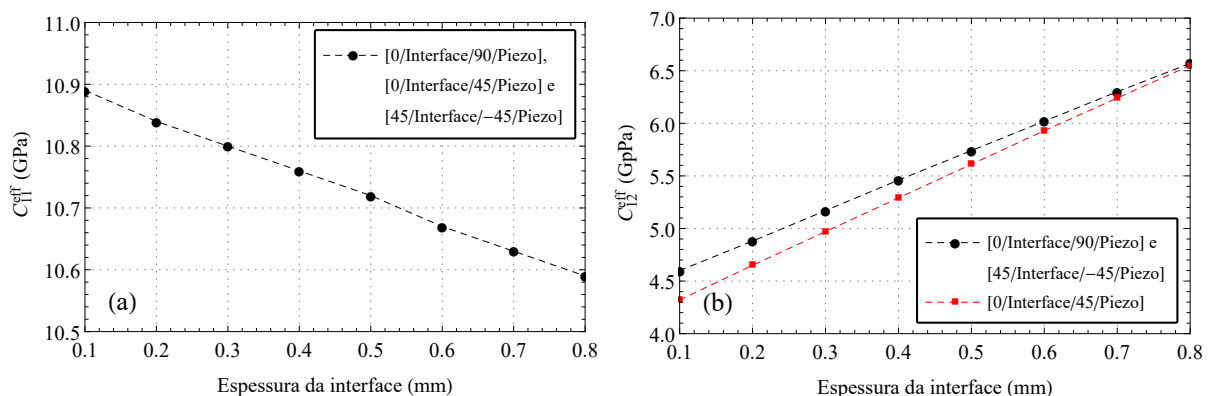 11.0
10.9
10.8
10.7
10.6
10.5
C11^eff (GPa)
[0/Interface/90/Piezo],
[0/Interface/45/Piezo] e
[45/Interface/−45/Piezo]
(a)
0.1 0.2 0.3 0.4 0.5 0.6 0.7 0.8
Espessura da interface (mm)
7.0
6.5
6.0
5.5
5.0
4.5
4.0
C12^eff (GpPa)
[0/Interface/90/Piezo] e
[45/Interface/−45/Piezo]
[0/Interface/45/Piezo]
(b)
0.1 0.2 0.3 0.4 0.5 0.6 0.7 0.8
Espessura da interface (mm)